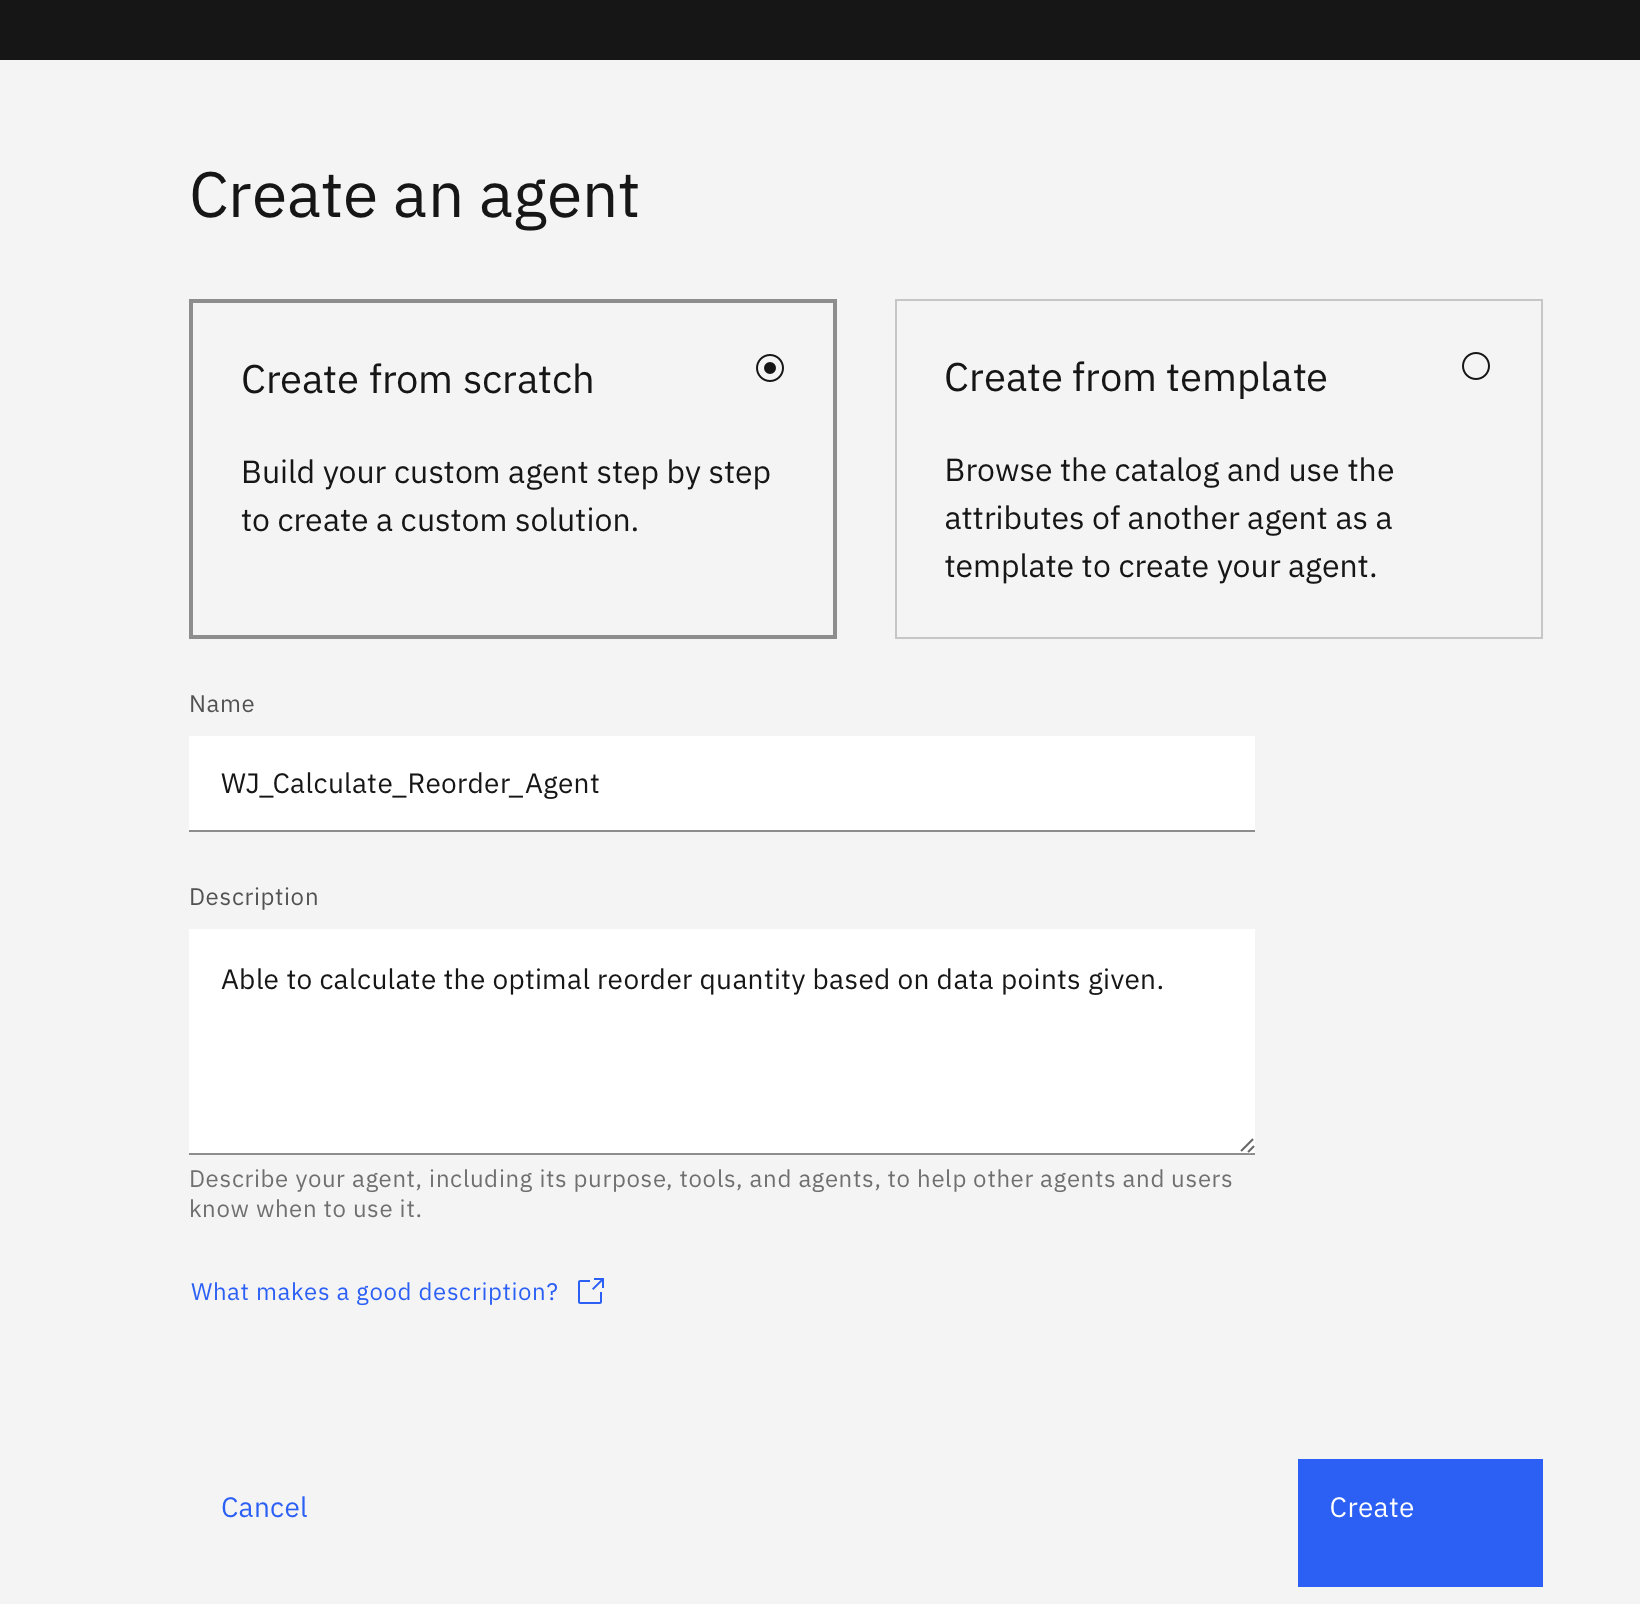 Create an agent
Create from scratch
Build your custom agent step by step
to create a custom solution.
Create from template
Browse the catalog and use the
attributes of another agent as a
template to create your agent.
Name
WJ_Calculate_Reorder_Agent
Description
Able to calculate the optimal reorder quantity based on data points given.
Describe your agent, including its purpose, tools, and agents, to help other agents and users
know when to use it.
What makes a good description?
Cancel
Create